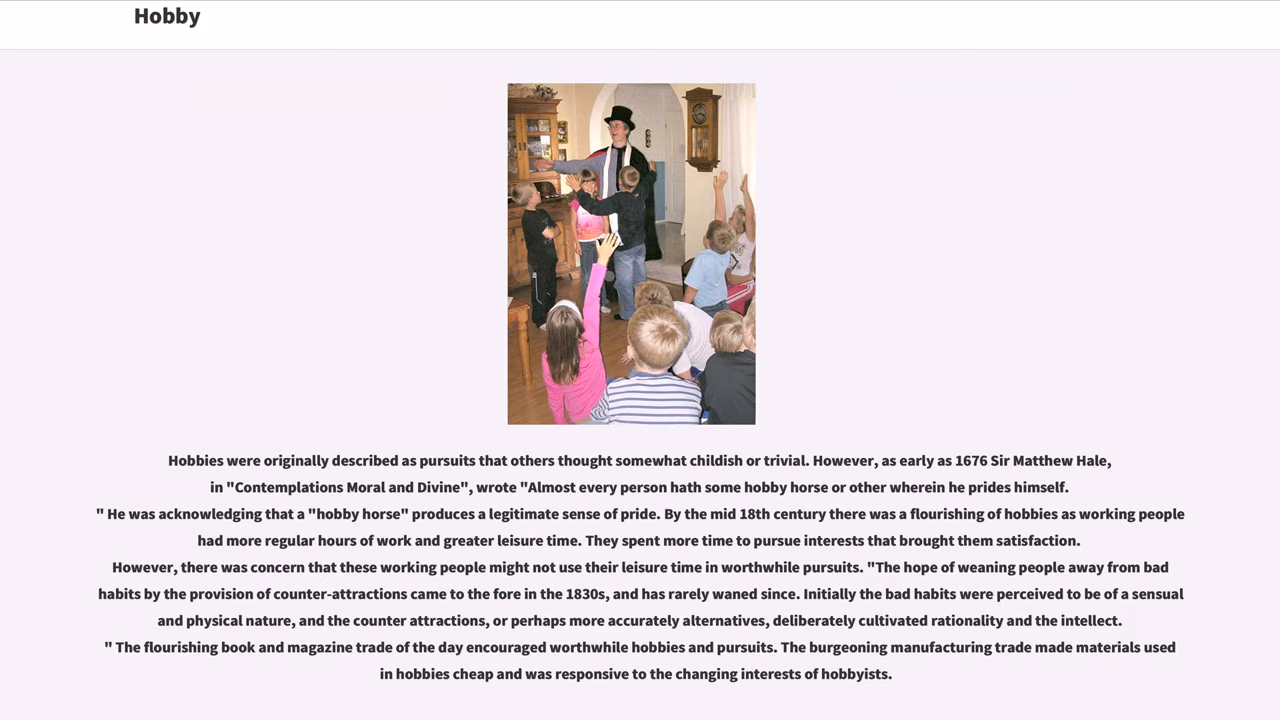 Hobby
Hobbies were originally described as pursuits that others thought somewhat childish or trivial. However, as early as 1676 Sir Matthew Hale,
in "Contemplations Moral and Divine", wrote "Almost every person hath some hobby horse or other wherein he prides himself.
" He was acknowledging that a "hobby horse" produces a legitimate sense of pride. By the mid 18th century there was a flourishing of hobbies as working people
had more regular hours of work and greater leisure time. They spent more time to pursue interests that brought them satisfaction.
However, there was concern that these working people might not use their leisure time in worthwhile pursuits. "The hope of weaning people away from bad
habits by the provision of counter-attractions came to the fore in the 1830s, and has rarely waned since. Initially the bad habits were perceived to be of a sensual
and physical nature, and the counter attractions, or perhaps more accurately alternatives, deliberately cultivated rationality and the intellect.
" The flourishing book and magazine trade of the day encouraged worthwhile hobbies and pursuits. The burgeoning manufacturing trade made materials used
in hobbies cheap and was responsive to the changing interests of hobbyists.